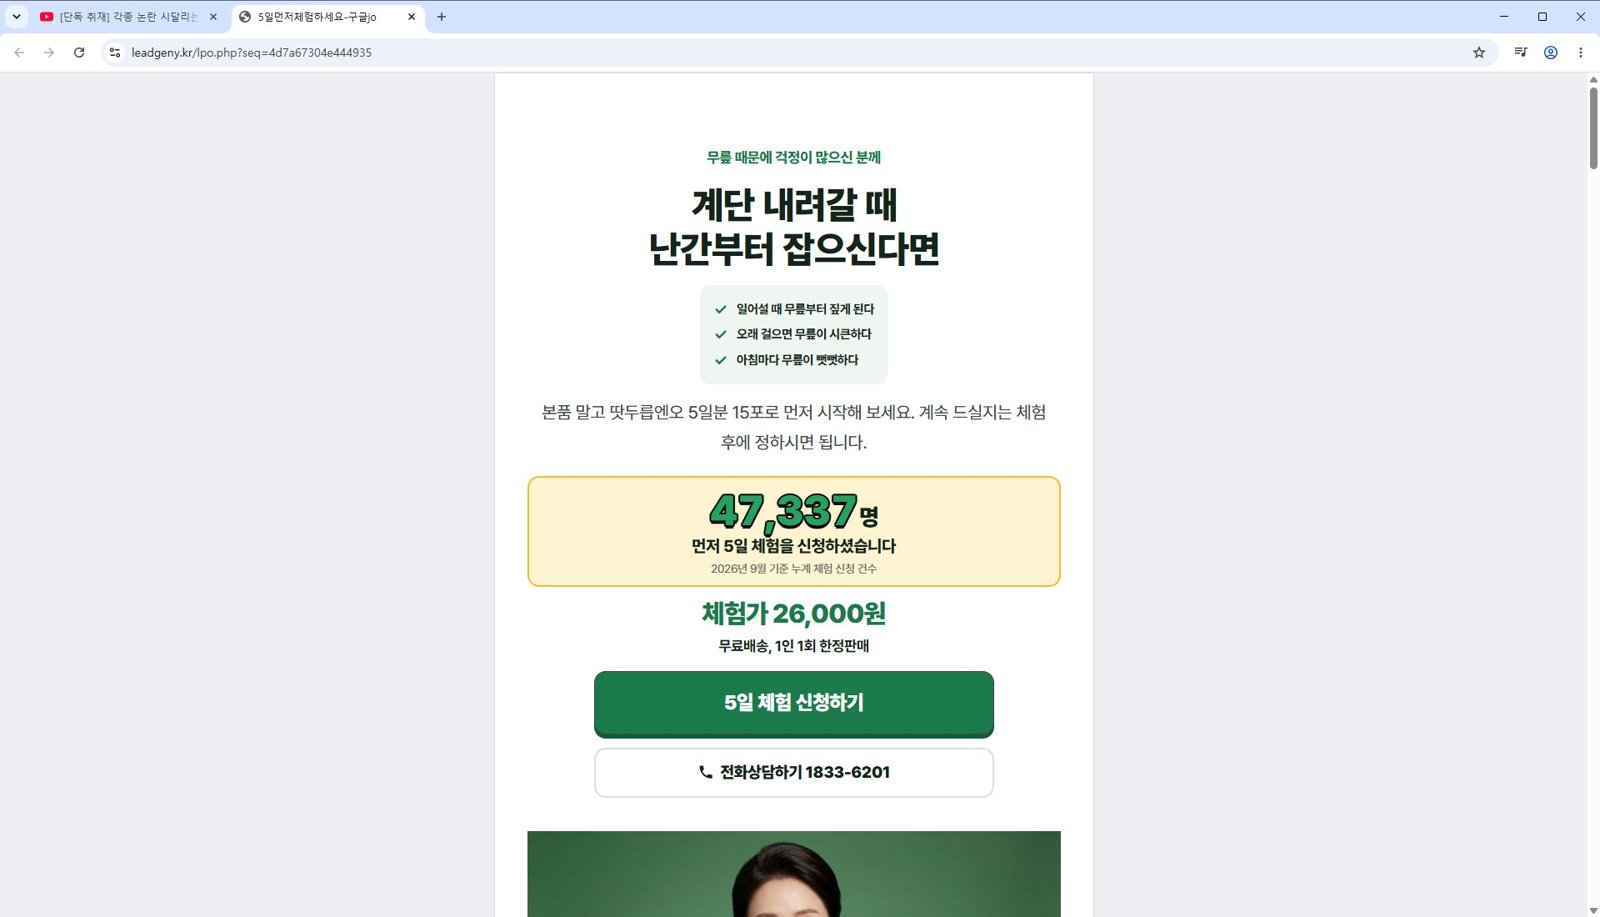 [단독 취재] 각종 논란 시달리는
5일먼저체험하세요-구글jo
leadgeny.kr/lpo.php?seq=4d7a67304e444935
무릎 때문에 걱정이 많으신 분께
계단 내려갈 때
난간부터 잡으신다면
일어설 때 무릎부터 짚게 된다
오래 걸으면 무릎이 시큰하다
아침마다 무릎이 뻣뻣하다
본품 말고 땃두릅엔오 5일분 15포로 먼저 시작해 보세요. 계속 드실지는 체험
후에 정하시면 됩니다.
47,337명
먼저 5일 체험을 신청하셨습니다
2026년 9월 기준 누계 체험 신청 건수
체험가 26,000원
무료배송, 1인 1회 한정판매
5일 체험 신청하기
전화상담하기 1833-6201